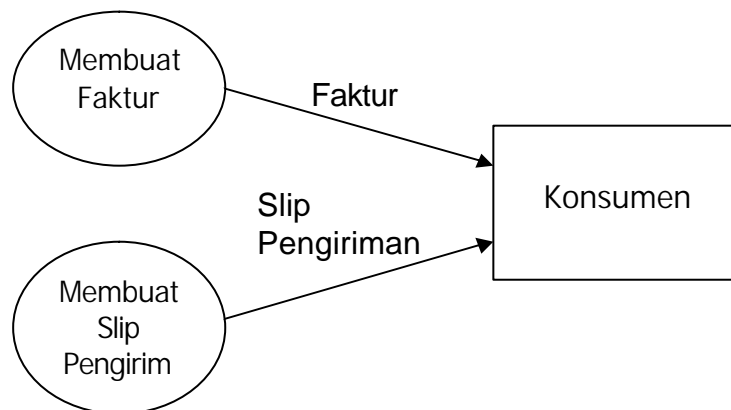 Membuat
Faktur
Faktur
Konsumen
Slip
Pengiriman
Membuat
Slip
Pengirim